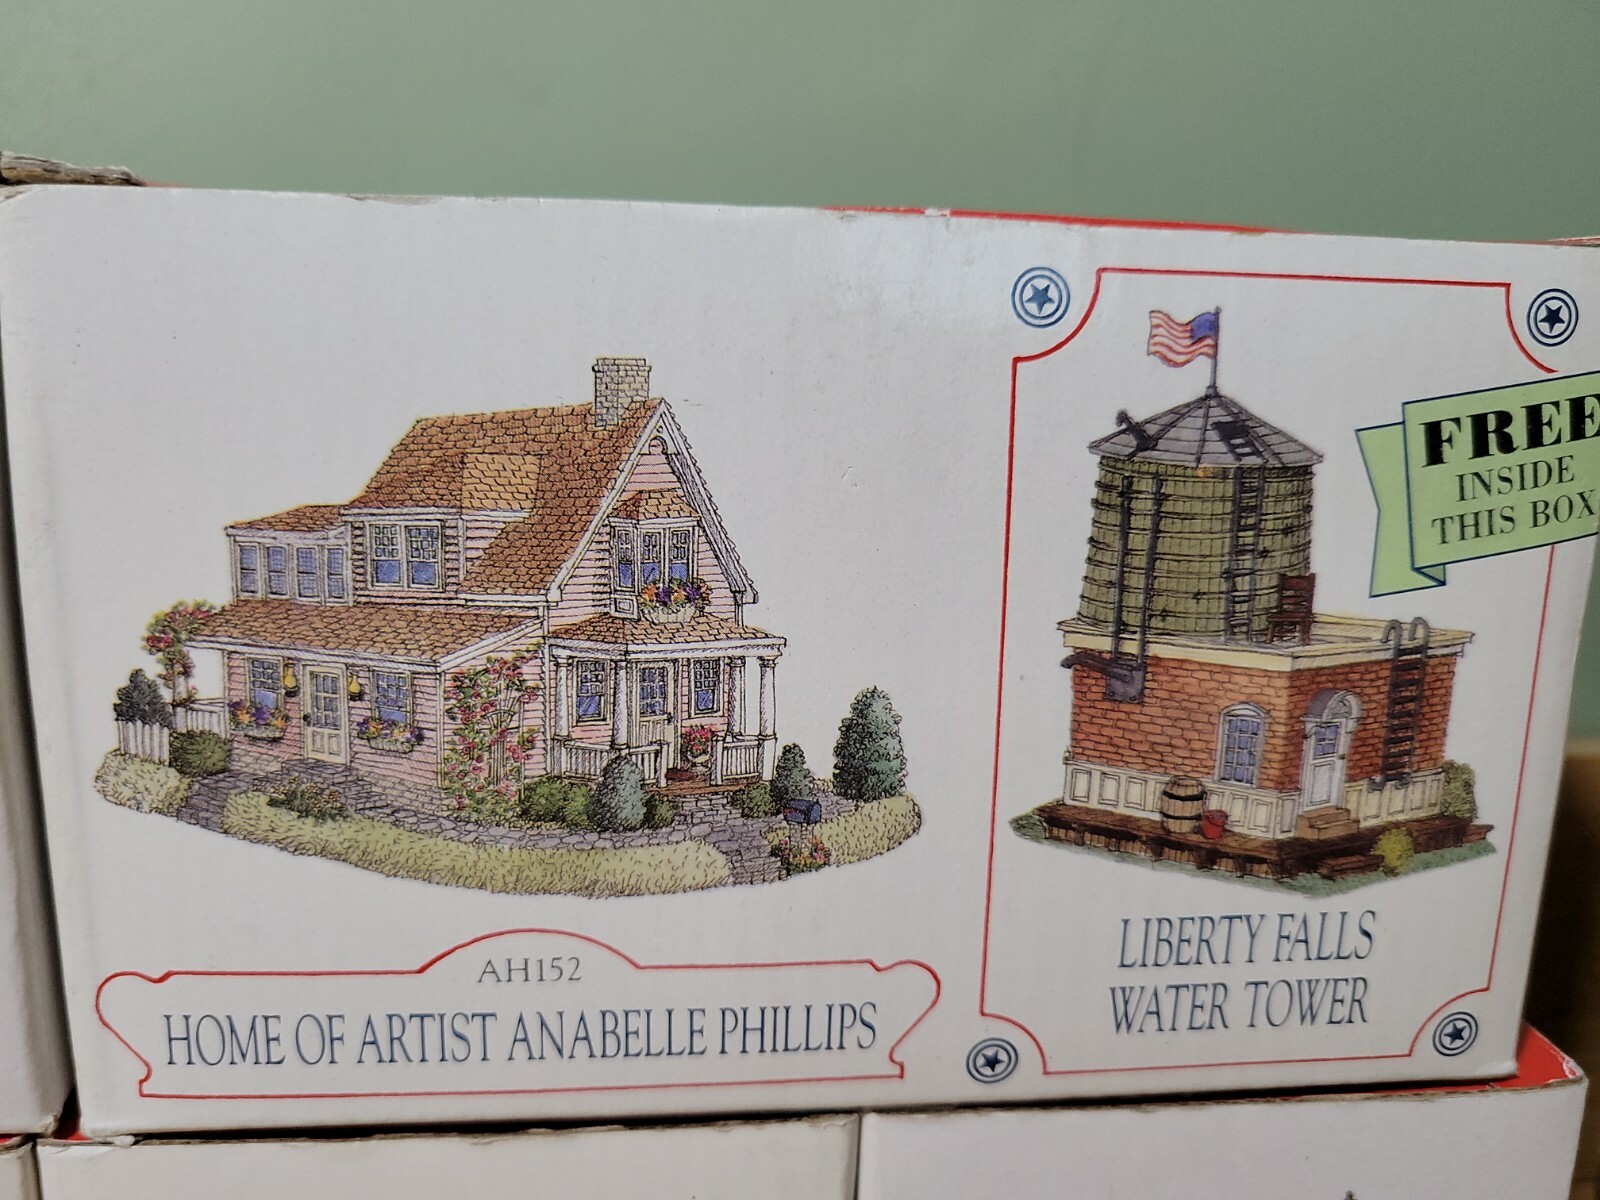 AH152
HOME OF ARTIST ANABELLE PHILLIPS
FREE
INSIDE
THIS BOX
LIBERTY FALLS
WATER TOWER